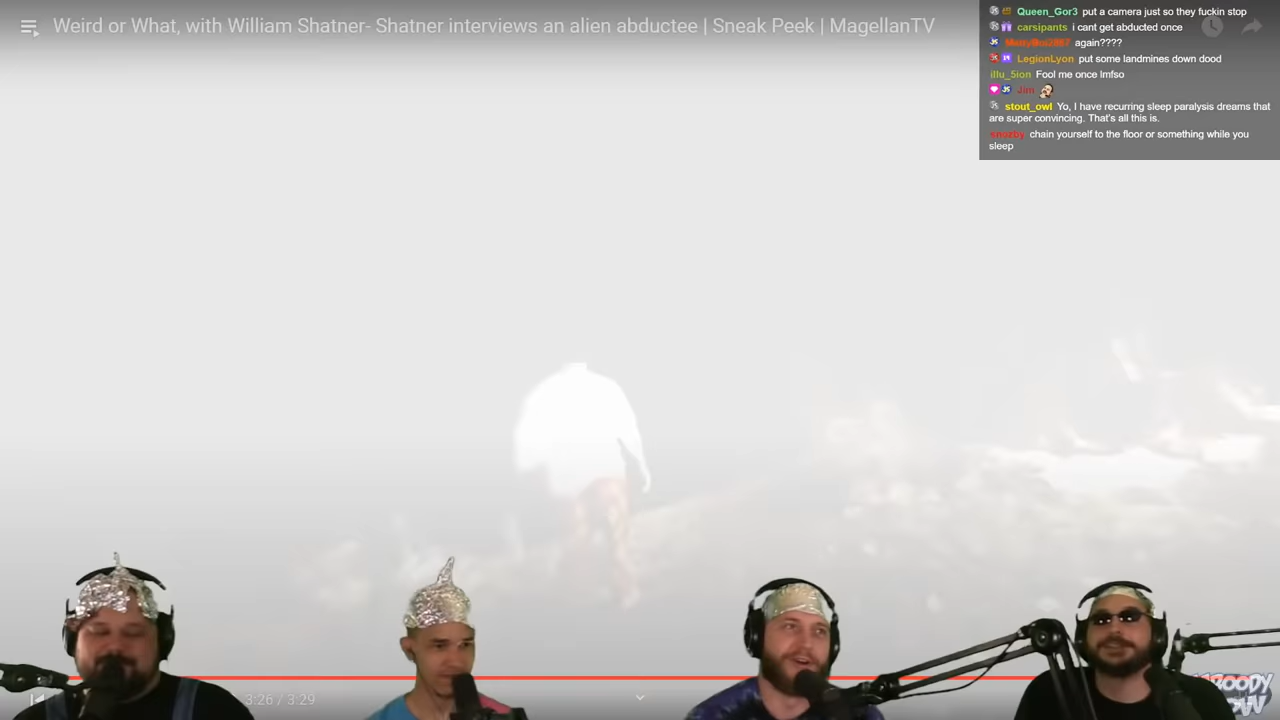 Weird or What, with William Shatner- Shatner interviews an alien abductee | Sneak Peek | MagellanTV
Queen_Gor3 put a camera just so they fuckin stop
carsipants i cant get abducted once
again????
LegionLyon put some landmines down dood
illu_5ion Fool me once lmfso
Jim
stout_owl Yo, I have recurring sleep paralysis dreams that
are super convincing. That's all this is.
snuzby chain yourself to the floor or something while you
sleep
3:26 / 3:29